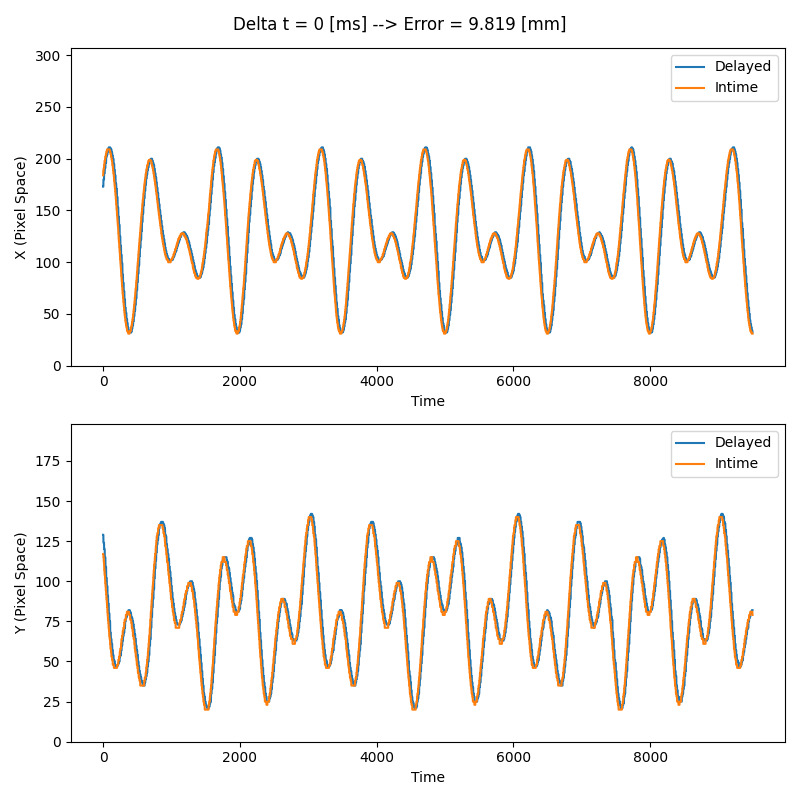 Delta t = 0 [ms] --> Error = 9.819 [mm]
300
250
200
150
100
50
0
X (Pixel Space)
Delayed
Intime
0 2000 4000 6000 8000
Time
175
150
125
100
75
50
25
0
Y (Pixel Space)
Delayed
Intime
0 2000 4000 6000 8000
Time